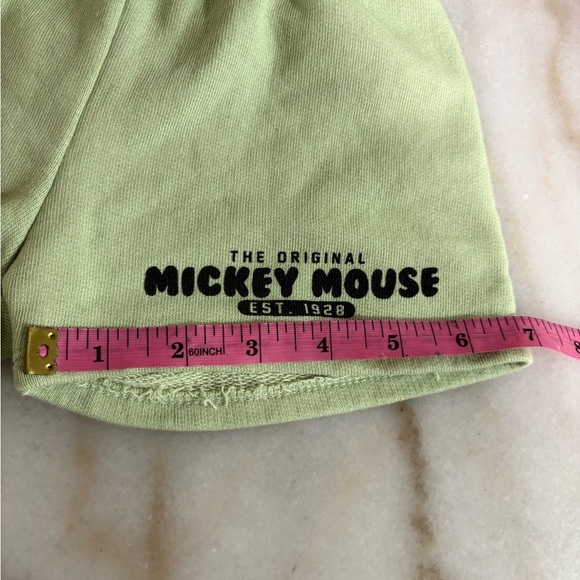 THE ORIGINAL
MICKEY MOUSE
EST. 1928
1 2 60INCH 3 4 5 6 7 8